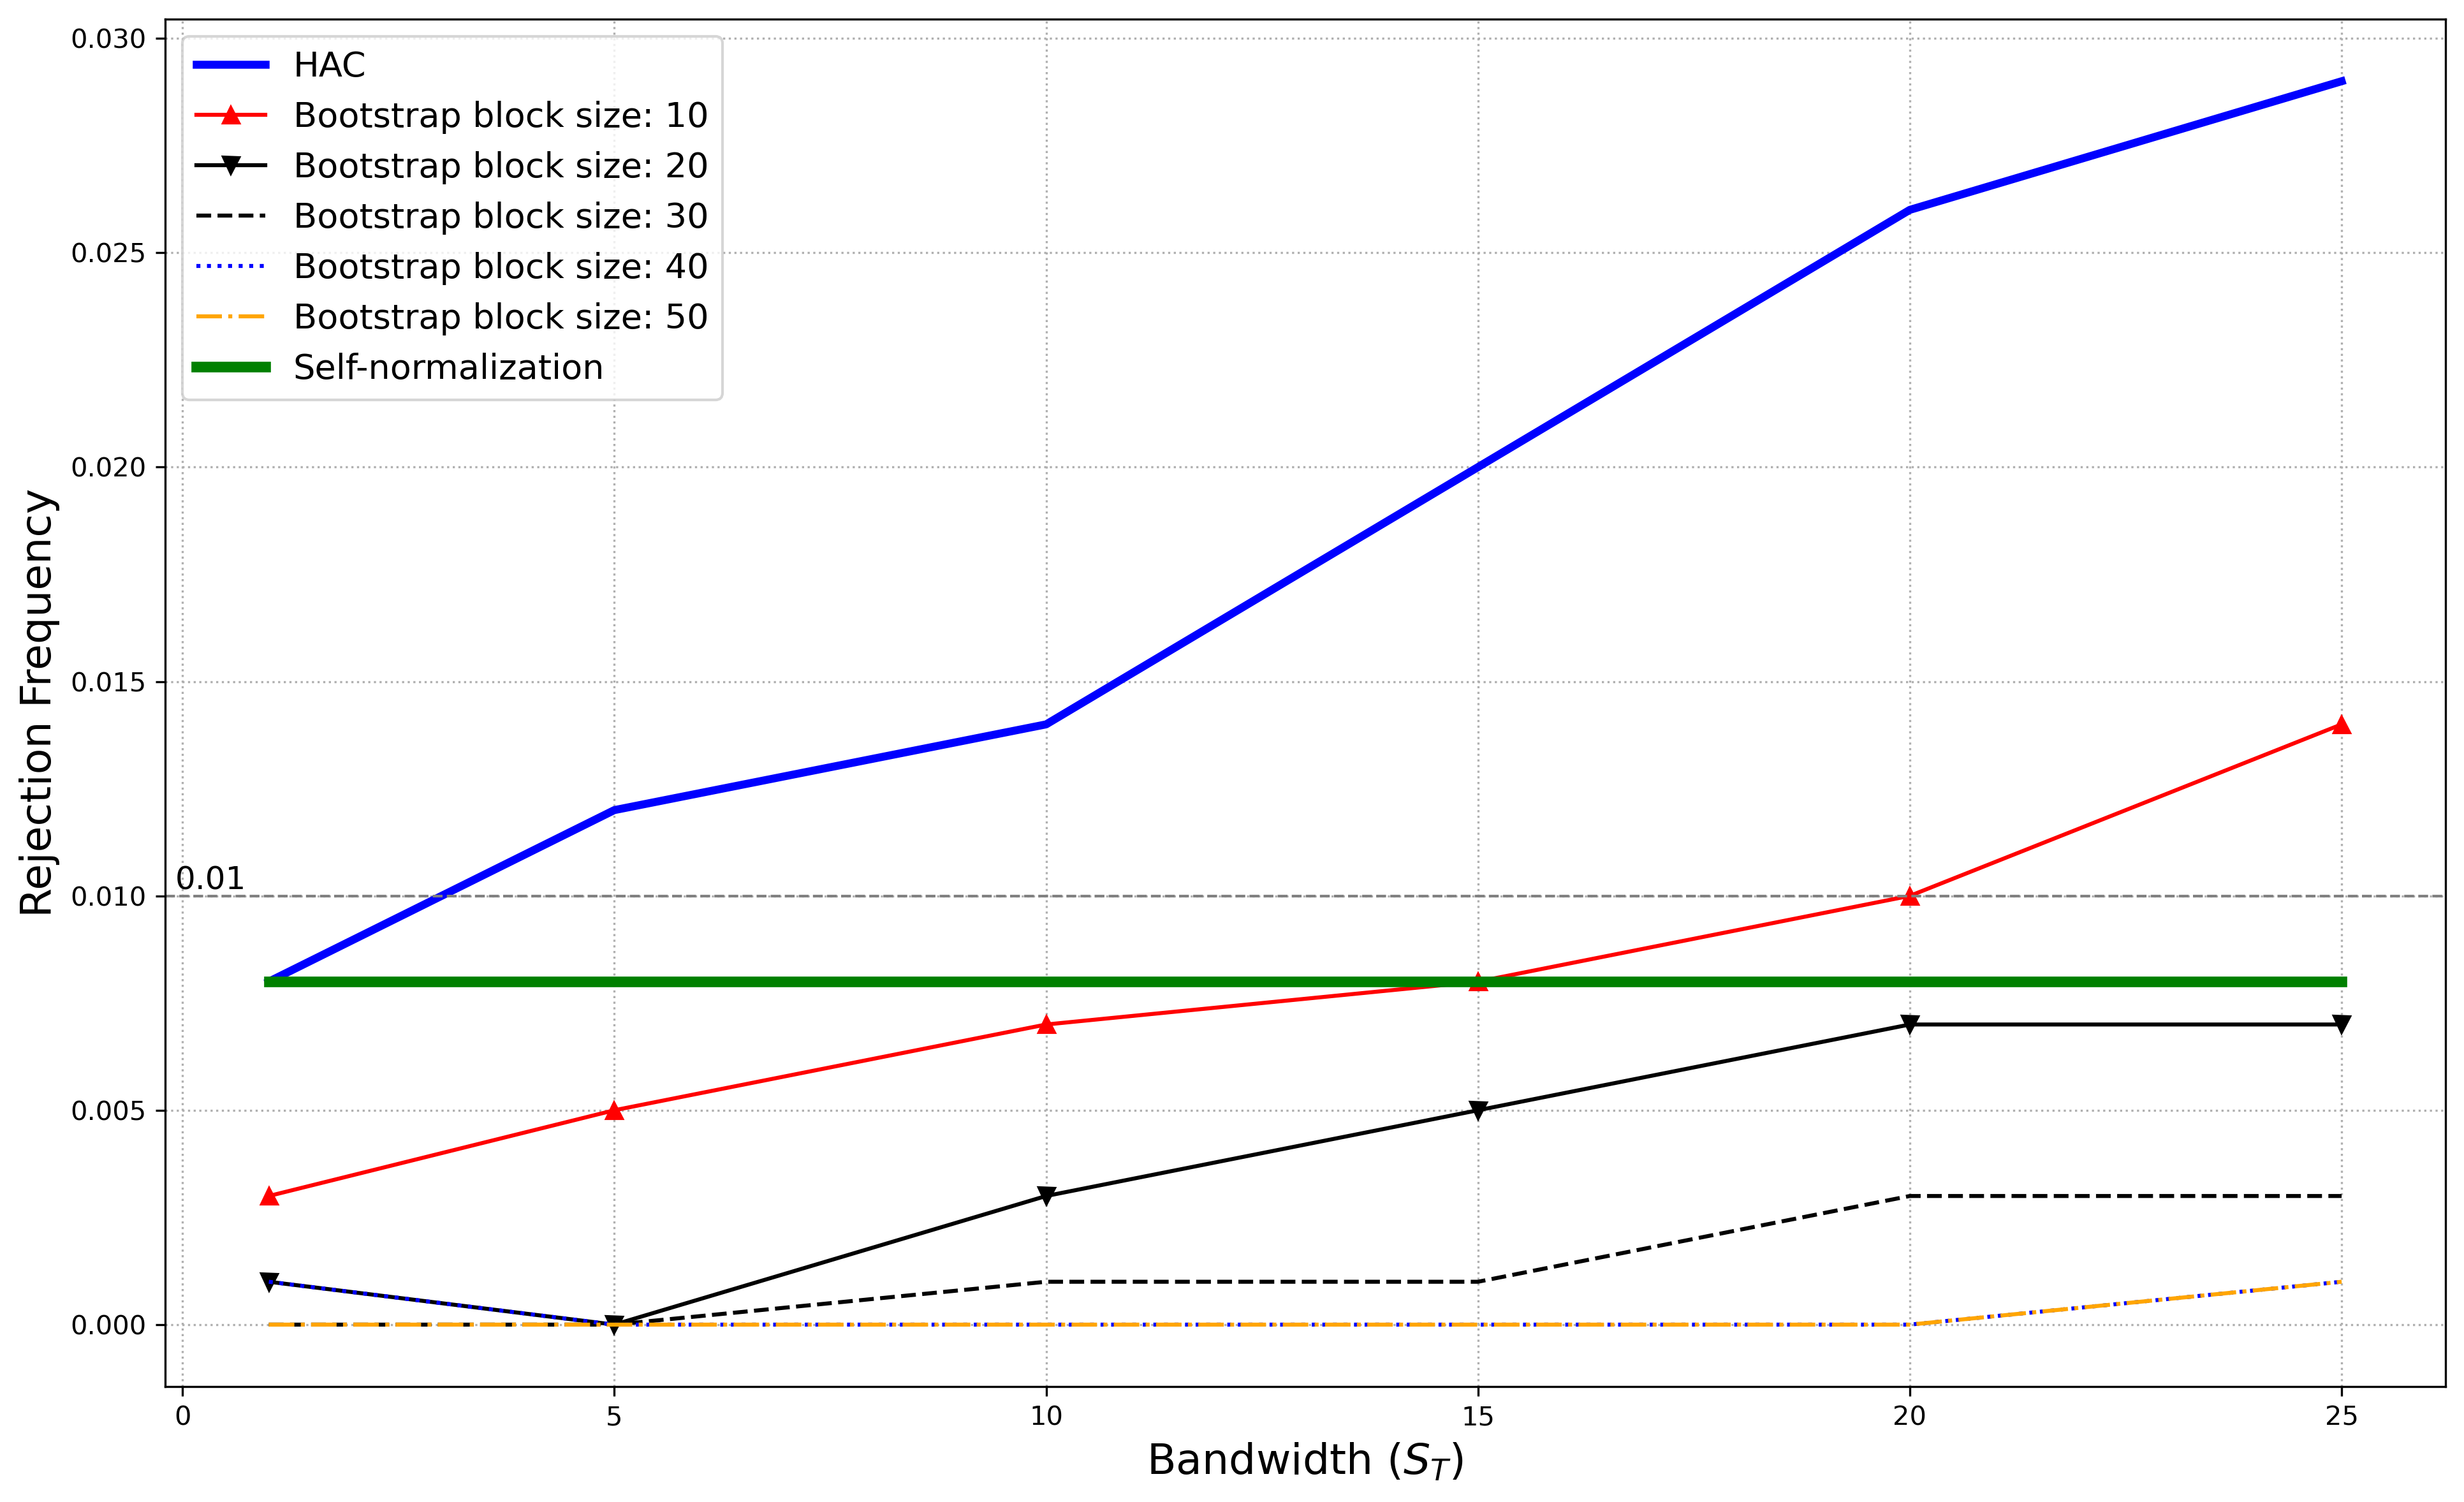 HAC
Bootstrap block size: 10
Bootstrap block size: 20
Bootstrap block size: 30
Bootstrap block size: 40
Bootstrap block size: 50
Self-normalization
Rejection Frequency
0.030
0.025
0.020
0.015
0.010
0.005
0.000
0.01
0 5 10 15 20 25
Bandwidth (S_T)